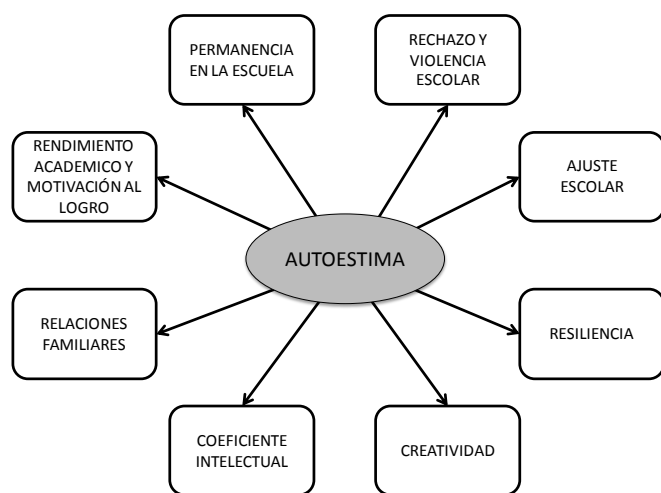 PERMANENCIA
EN LA ESCUELA
RECHAZO Y
VIOLENCIA
ESCOLAR
RENDIMIENTO
ACADEMICO Y
MOTIVACIÓN AL
LOGRO
AJUSTE
ESCOLAR
AUTOESTIMA
RELACIONES
FAMILIARES
RESILIENCIA
COEFICIENTE
INTELECTUAL
CREATIVIDAD